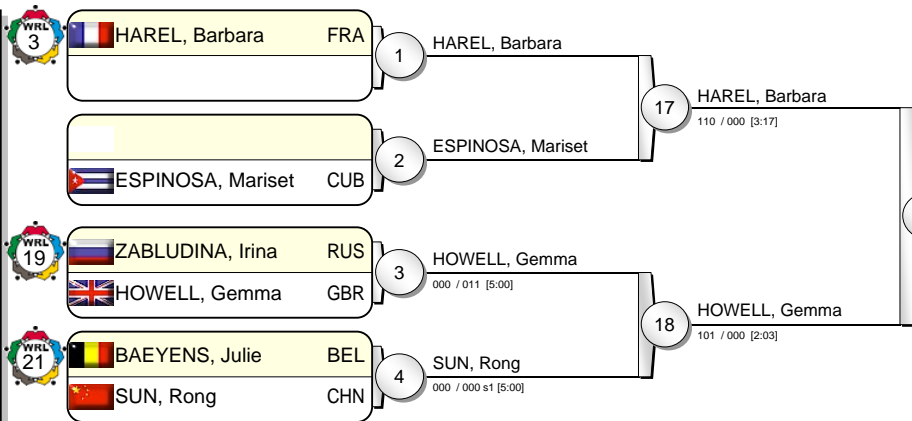 WRL
3
HAREL, Barbara FRA
1
HAREL, Barbara
17
HAREL, Barbara
110 / 000 [3:17]
2
ESPINOSA, Mariset
ESPINOSA, Mariset CUB
WRL
19
ZABLUDINA, Irina RUS
HOWELL, Gemma GBR
3
HOWELL, Gemma
000 / 011 [5:00]
18
HOWELL, Gemma
101 / 000 [2:03]
WRL
21
BAEYENS, Julie BEL
SUN, Rong CHN
4
SUN, Rong
000 / 000 s1 [5:00]